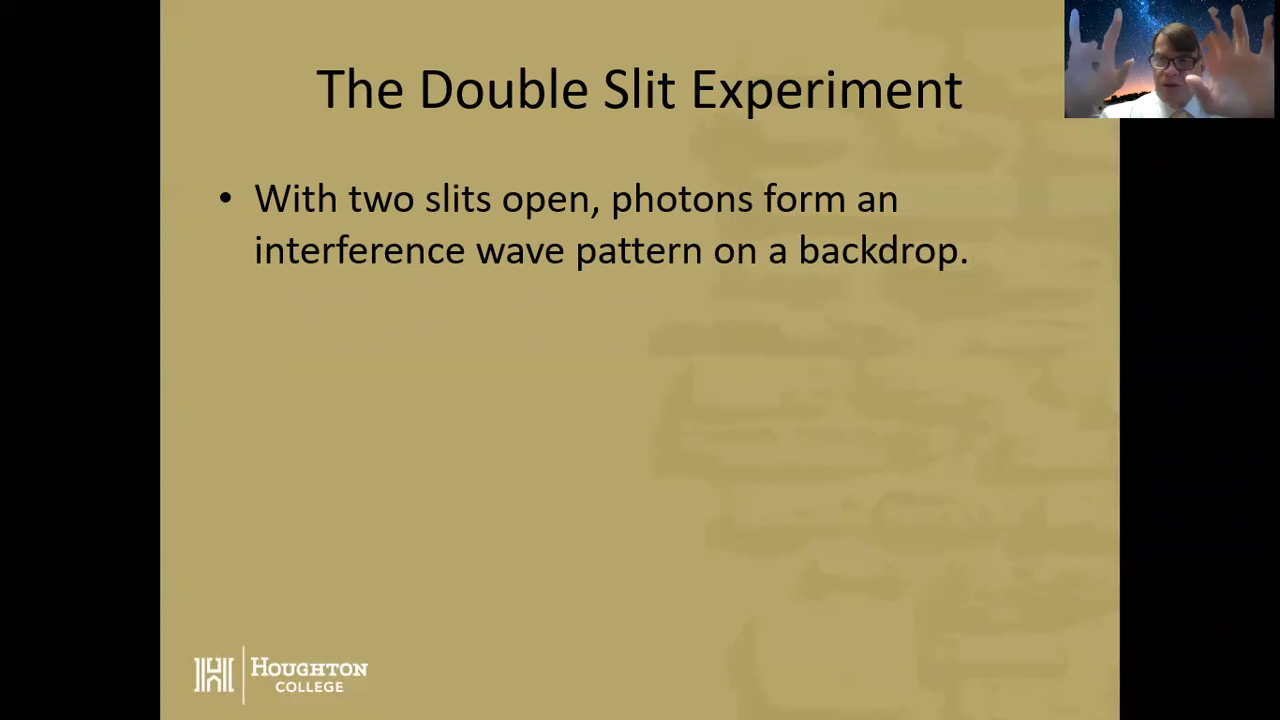 The Double Slit Experiment
• With two slits open, photons form an
interference wave pattern on a backdrop.
HOUGHTON
COLLEGE